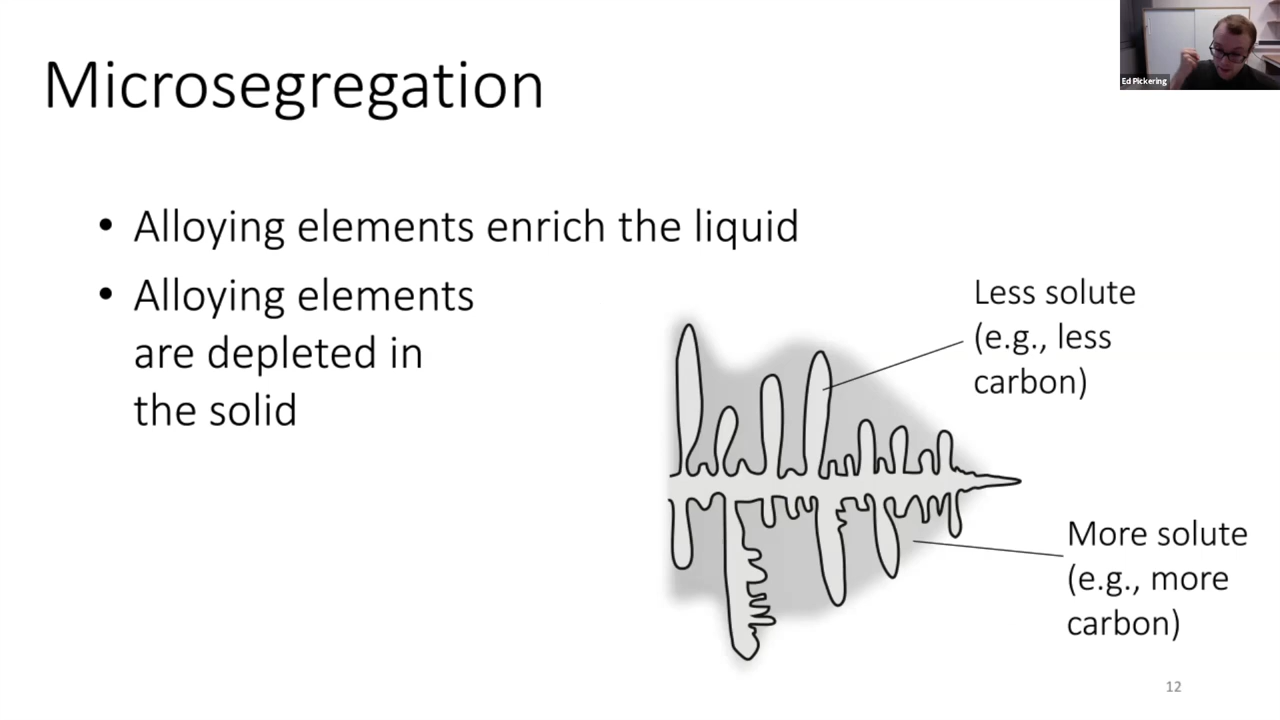 Microsegregation
Ed Pickering
• Alloying elements enrich the liquid
• Alloying elements
are depleted in
the solid
Less solute
(e.g., less
carbon)
More solute
(e.g., more
carbon)
12